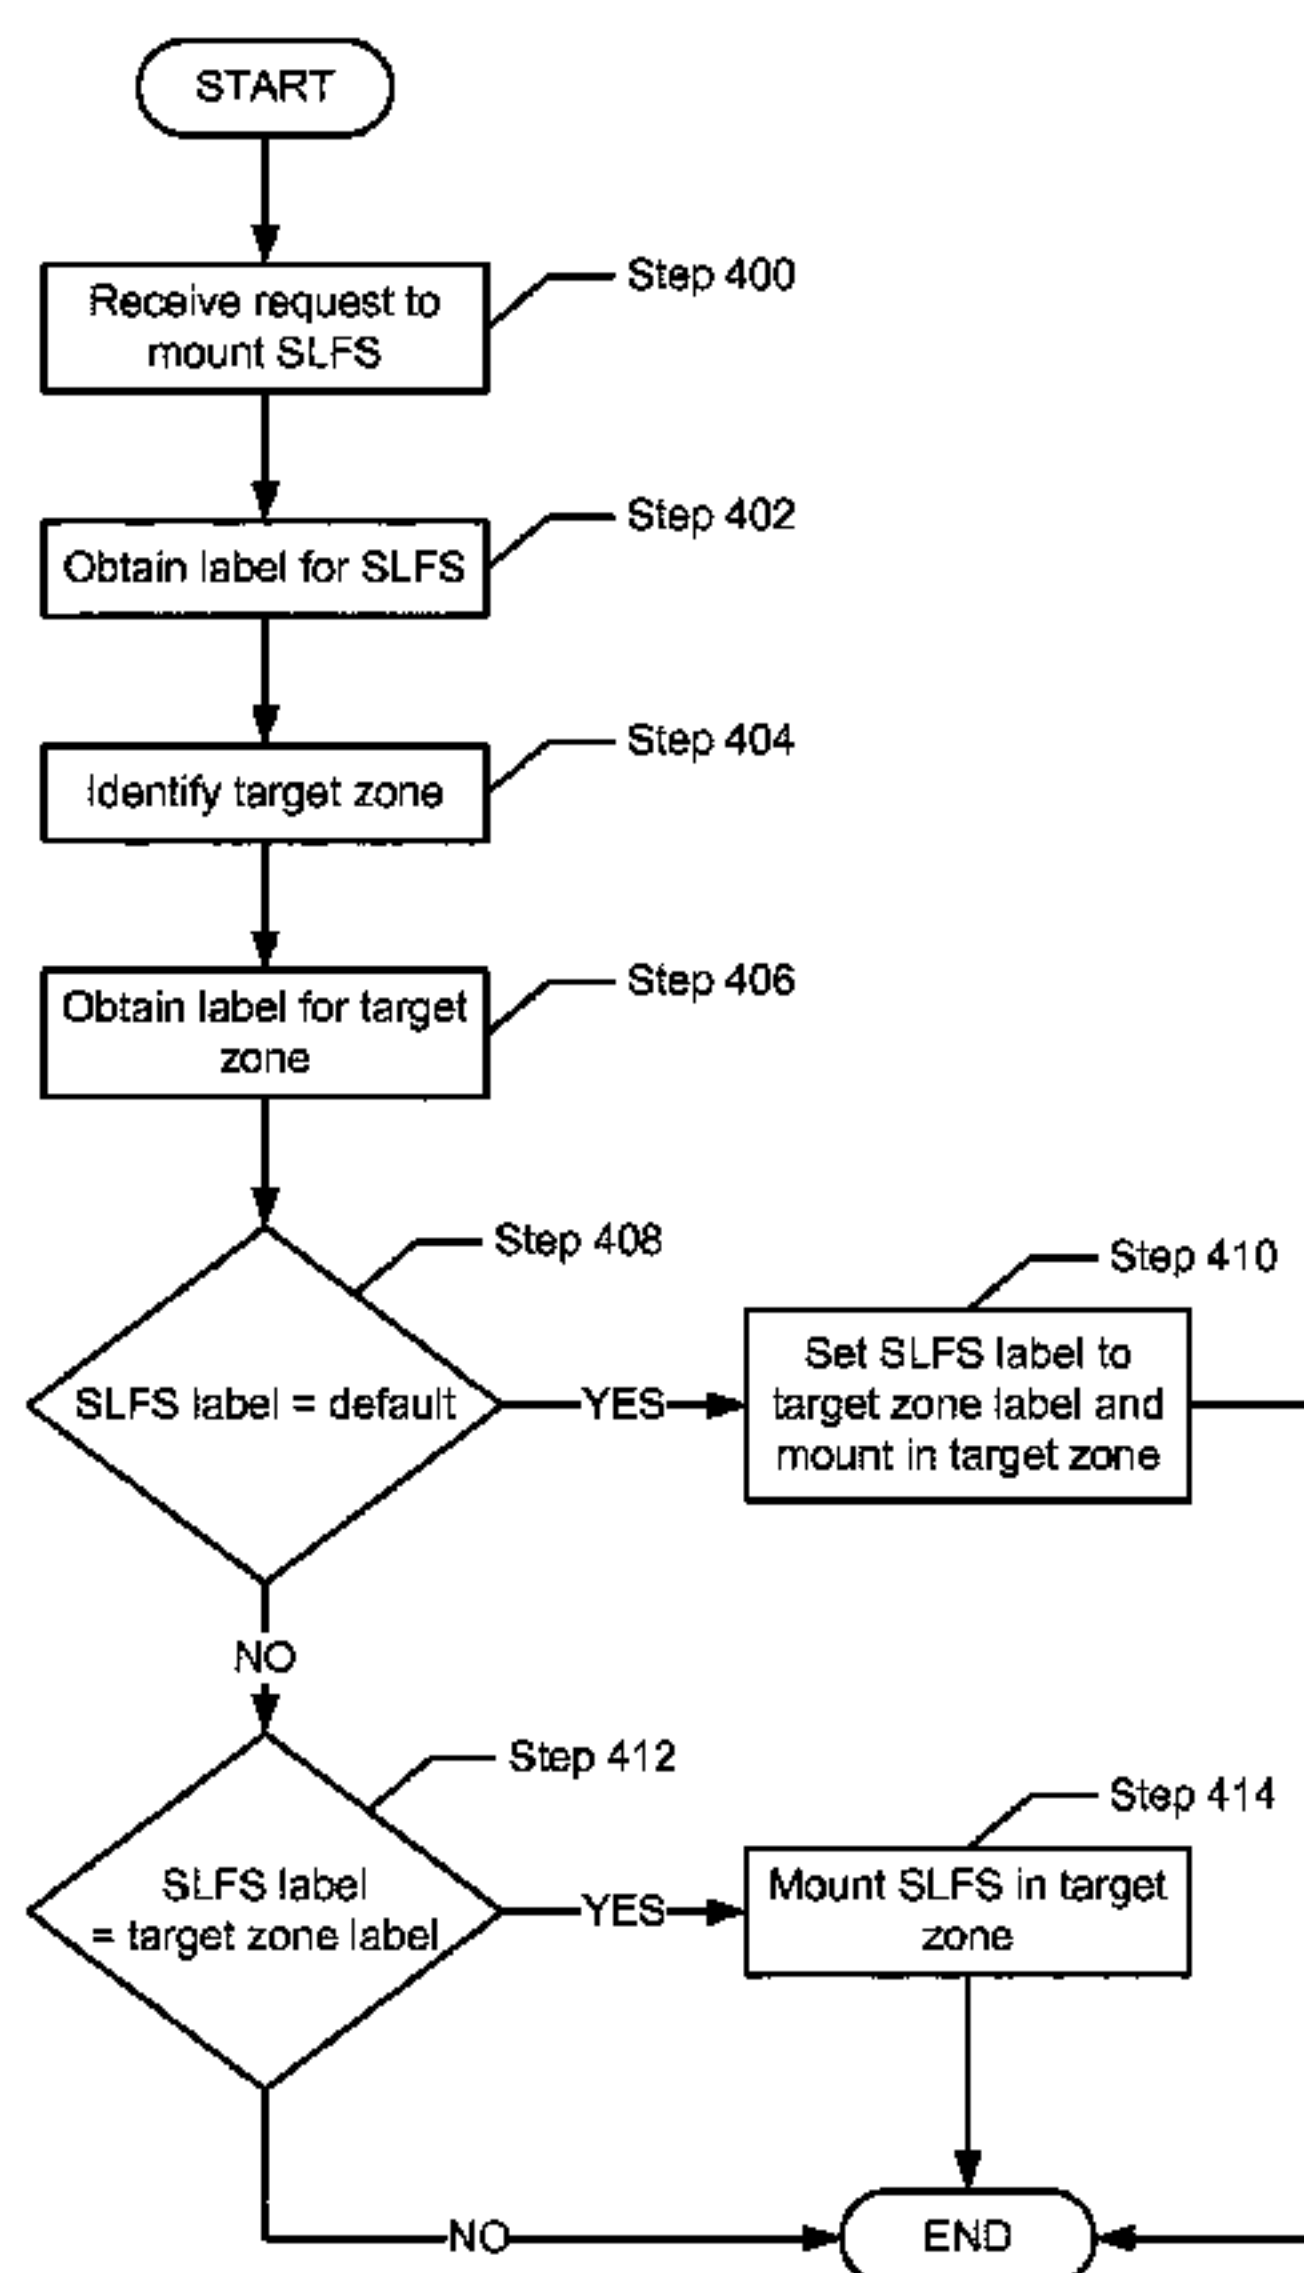 START
Step 400
Receive request to
mount SLFS
Step 402
Obtain label for SLFS
Step 404
Identify target zone
Step 406
Obtain label for target
zone
Step 408
SLFS label = default
YES
Step 410
Set SLFS label to
target zone label and
mount in target zone
NO
Step 412
SLFS label
= target zone label
YES
Step 414
Mount SLFS in target
zone
NO
END